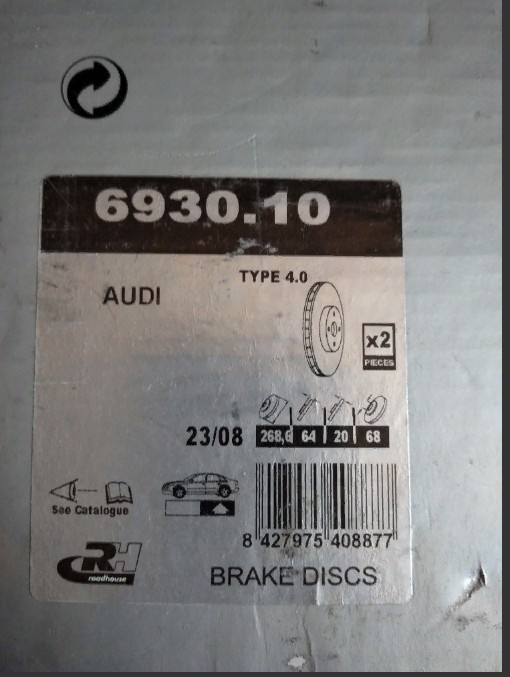 6930.10
TYPE 4.0
AUDI
x2
PIECES
23/08
268,6 64 20 68
See Catalogue
8 427975 408877
RH
roadhouse
BRAKE DISCS